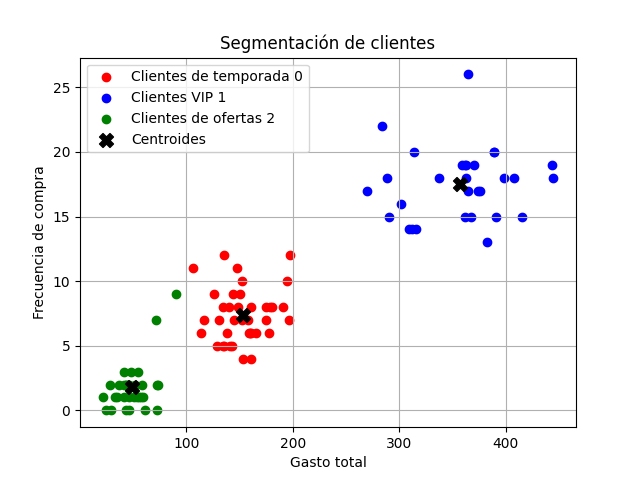 Segmentación de clientes
Clientes de temporada 0
Clientes VIP 1
Clientes de ofertas 2
Centroides
Frecuencia de compra
25
20
15
10
5
0
100 200 300 400
Gasto total